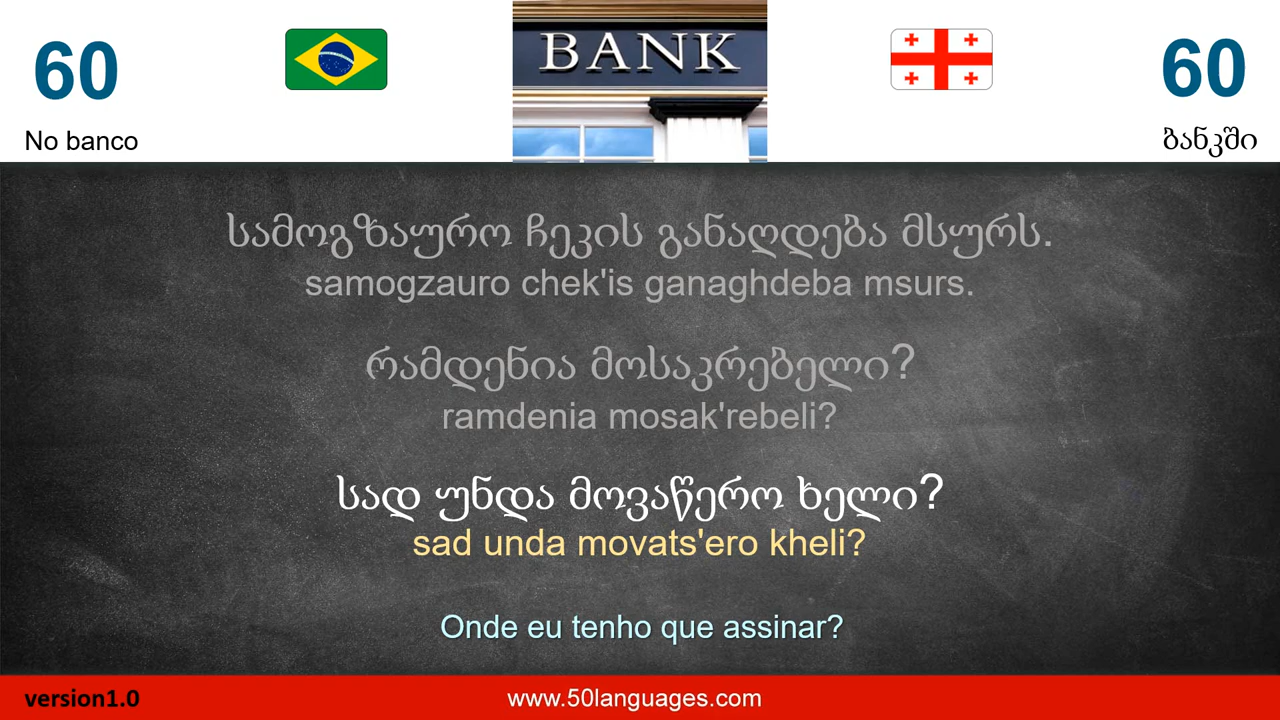 60
BANK
60
No banco
ბანკში
სამოგზაურო ჩეკის განაღდება მსურს.
samogzauro chek'is ganaghdeba msurs.
რამდენია მოსაკრებელი?
ramdenia mosak'rebeli?
სად უნდა მოვაწერო ხელი?
sad unda movats'ero kheli?
Onde eu tenho que assinar?
version1.0
www.50languages.com